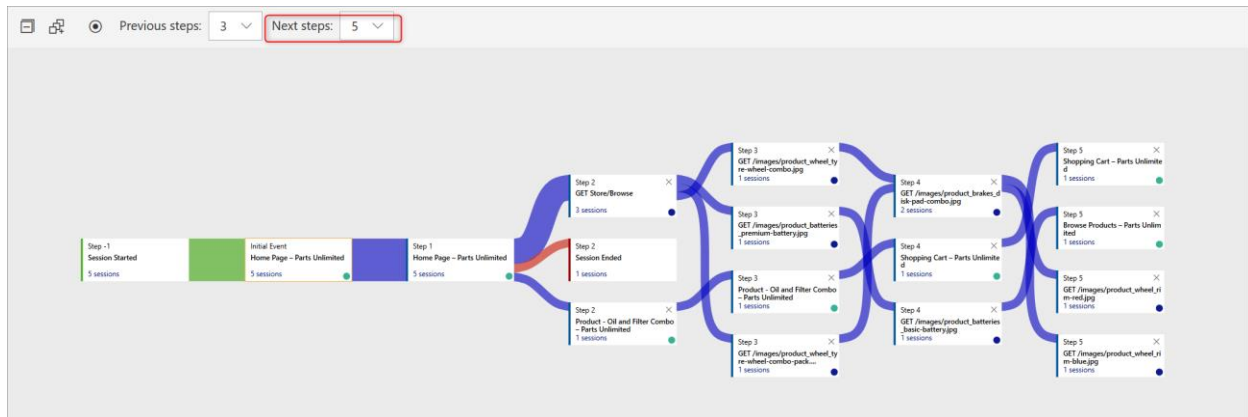 Previous steps: 3 Next steps: 5
Step -1
Session Started
5 sessions
Initial Event
Home Page – Parts Unlimited
5 sessions
Step 1
Home Page – Parts Unlimited
5 sessions
Step 2
GET Store/Browse
3 sessions
Step 2
Session Ended
1 sessions
Step 2
Product - Oil and Filter Combo
– Parts Unlimited
1 sessions
Step 3
GET /images/product_wheel_ty
re-wheel-combo.jpg
1 sessions
Step 3
GET /images/product_batteries
_premium-battery.jpg
1 sessions
Step 3
Product - Oil and Filter Combo
– Parts Unlimited
1 sessions
Step 3
GET /images/product_wheel_ty
re-wheel-combo-pack....
1 sessions
Step 4
GET /images/product_brakes_d
isk-pad-combo.jpg
2 sessions
Step 4
Shopping Cart – Parts Unlimite
d
1 sessions
Step 4
GET /images/product_batteries
_basic-battery.jpg
1 sessions
Step 5
Shopping Cart – Parts Unlimite
d
1 sessions
Step 5
Browse Products – Parts Unlim
ited
1 sessions
Step 5
GET /images/product_wheel_ri
m-red.jpg
1 sessions
Step 5
GET /images/product_wheel_ri
m-blue.jpg
1 sessions